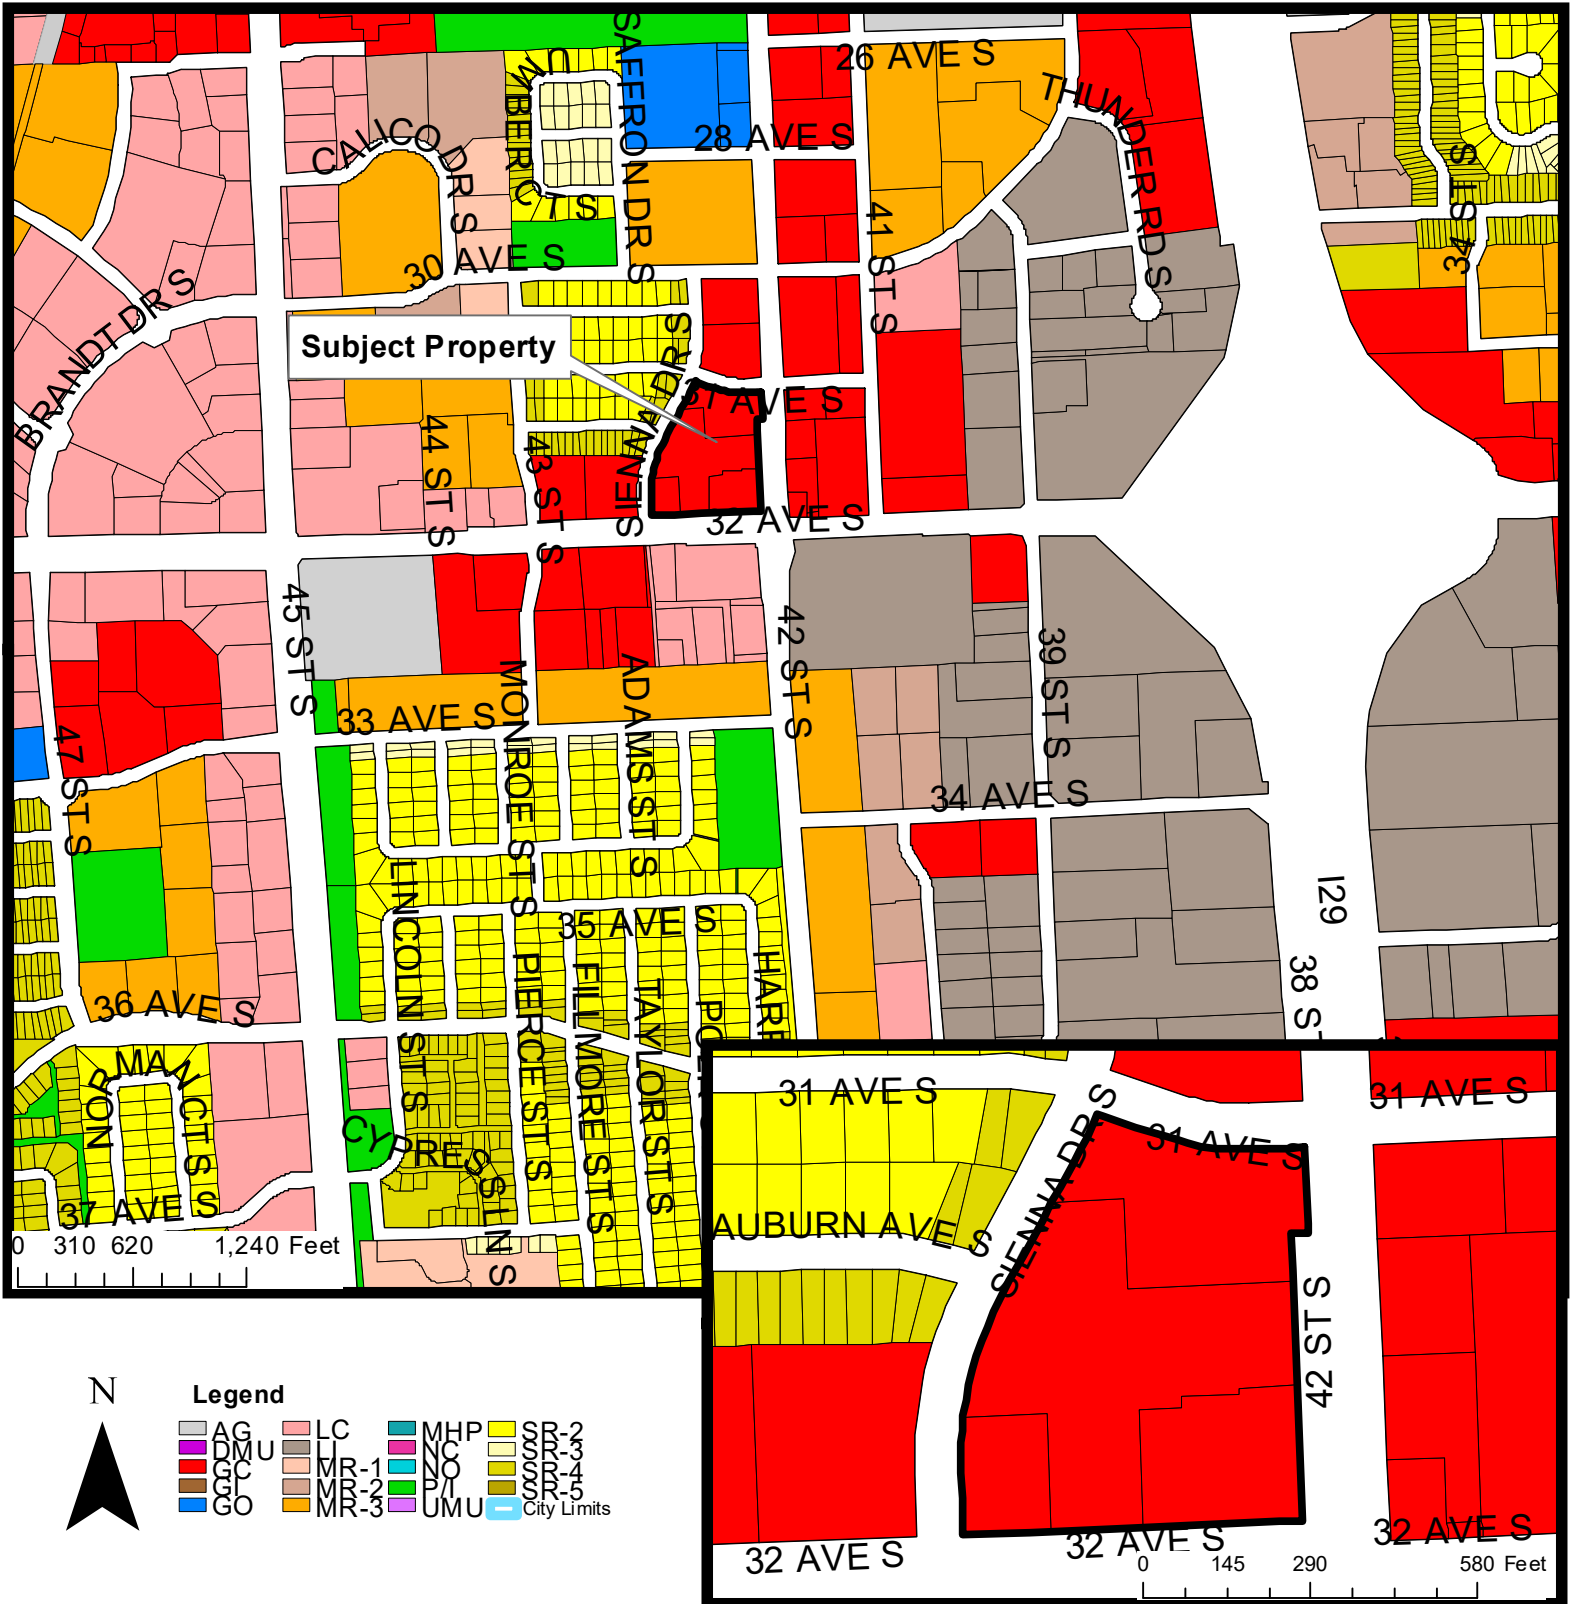 SAFFRON DR S
26 AVE S
UMBER CT S
THUNDER RD S
CALICO DR S
28 AVE S
34 ST S
41 ST S
30 AVE S
BRANDT DR S
Subject Property
SIENNA DR S
31 AVE S
44 ST S
43 ST S
32 AVE S
45 ST S
42 ST S
39 ST S
MONROE ST S
ADAMS ST S
33 AVE S
47 ST S
34 AVE S
LINCOLN ST S
I29
35 AVE S
HARR
PIERCE ST S
FILLMORE ST S
TAYLOR ST S
38 S
36 AVE S
NORMAN CT S
CYPRESS LN S
37 AVE S
0 310 620 1,240 Feet
31 AVE S
31 AVE S
31 AVE S
SIENNA DR S
AUBURN AVE S
42 ST S
32 AVE S
32 AVE S
32 AVE S
0 145 290 580 Feet
N
Legend
AG
DMU
GC
GI
GO
LC
LI
MR-1
MR-2
MR-3
MHP
NC
NO
P/I
UMU
SR-2
SR-3
SR-4
SR-5
City Limits